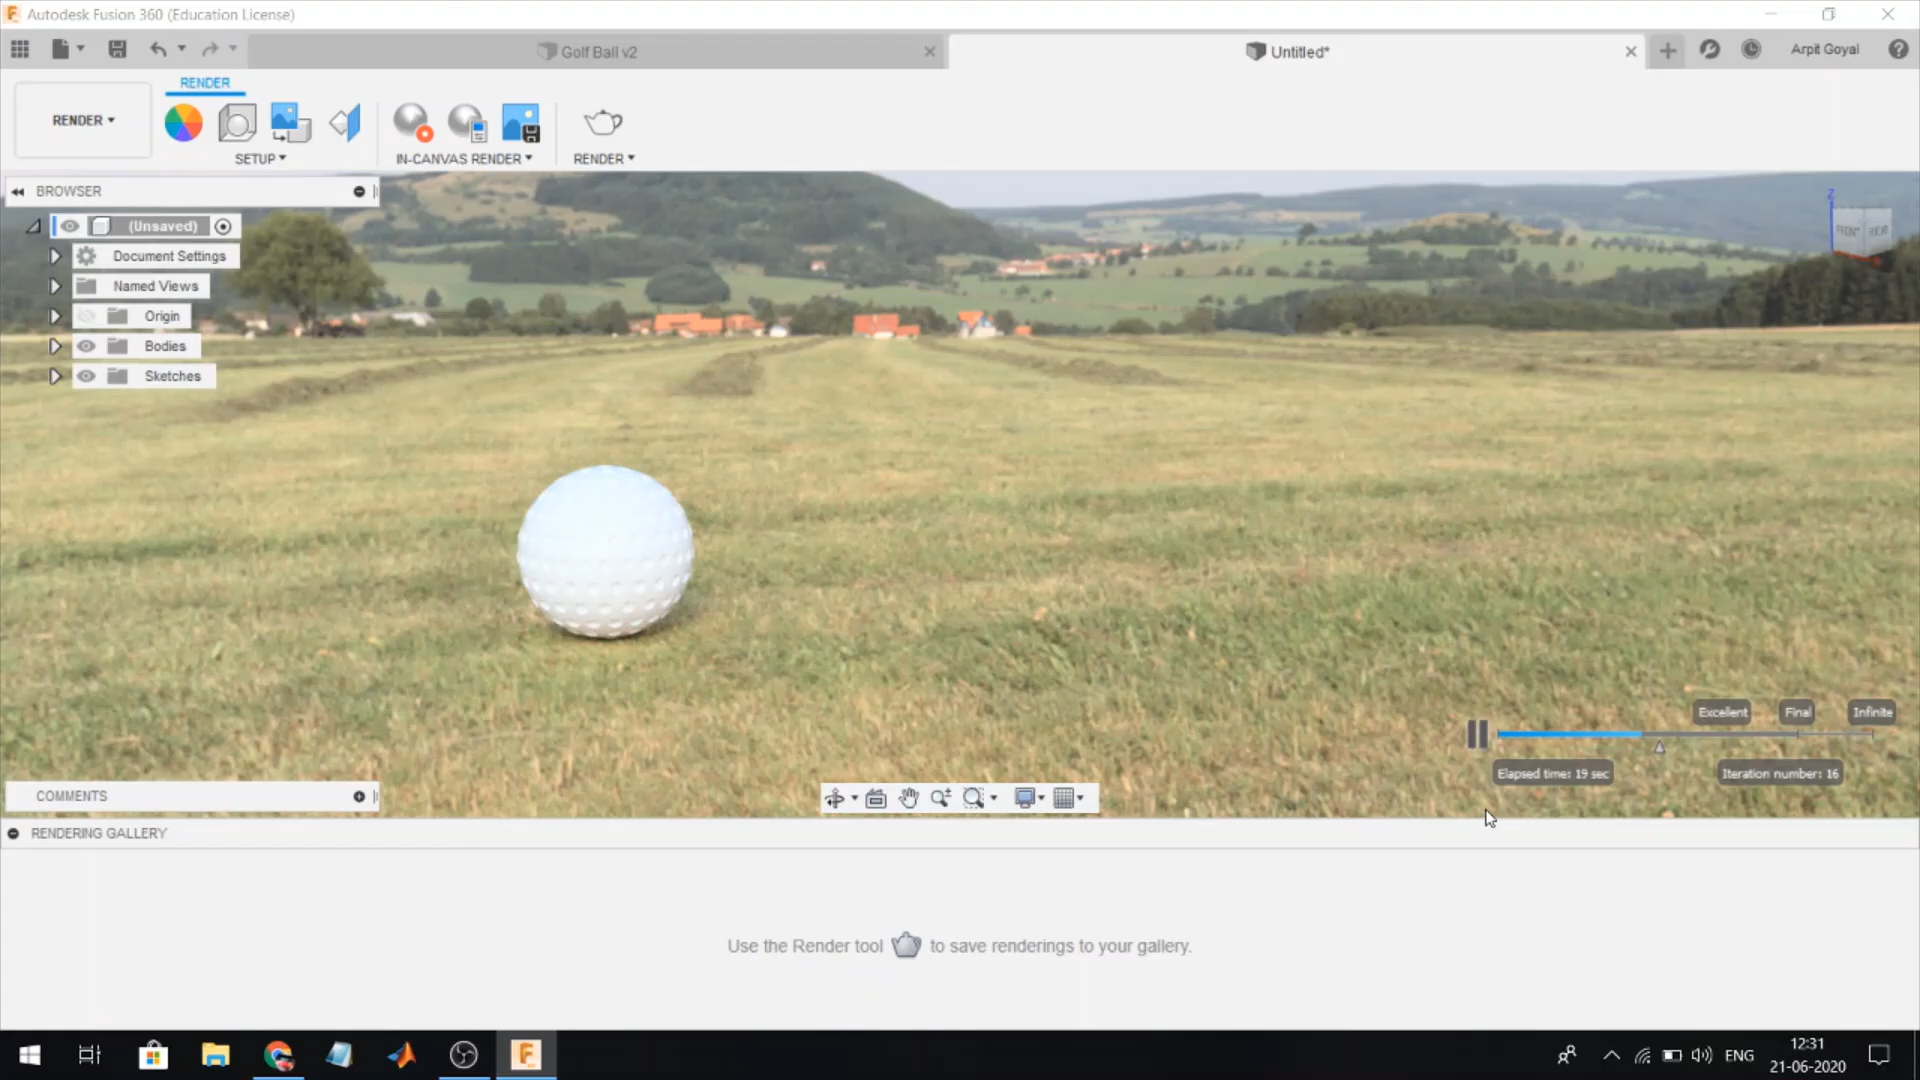 Autodesk Fusion 360 (Education License)
Golf Ball v2
Untitled*
Arpit Goyal
RENDER
RENDER
SETUP
IN-CANVAS RENDER
RENDER
BROWSER
(Unsaved)
Document Settings
Named Views
Origin
Bodies
Sketches
Z
FRONT
RIGHT
Excellent
Final
Infinite
Elapsed time: 19 sec
Iteration number: 16
COMMENTS
RENDERING GALLERY
Use the Render tool to save renderings to your gallery.
ENG
12:31
21-06-2020